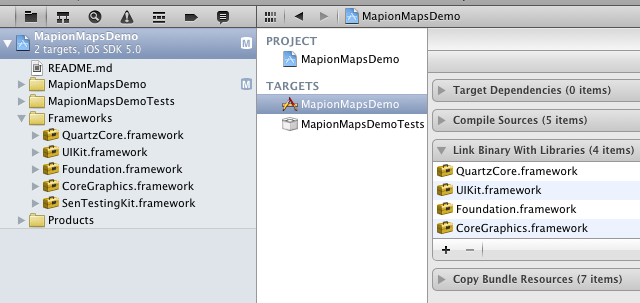 MapionMapsDemo
2 targets, iOS SDK 5.0
M
README.md
MapionMapsDemo
M
MapionMapsDemoTests
Frameworks
QuartzCore.framework
UIKit.framework
Foundation.framework
CoreGraphics.framework
SenTestingKit.framework
Products
MapionMapsDemo
PROJECT
MapionMapsDemo
TARGETS
MapionMapsDemo
MapionMapsDemoTests
Target Dependencies (0 items)
Compile Sources (5 items)
Link Binary With Libraries (4 items)
QuartzCore.framework
UIKit.framework
Foundation.framework
CoreGraphics.framework
Copy Bundle Resources (7 items)